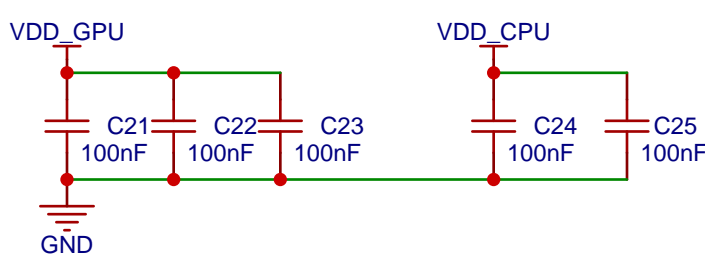 VDD_GPU VDD_CPU
C21 C22 C23 C24 C25
100nF 100nF 100nF 100nF 100nF
GND